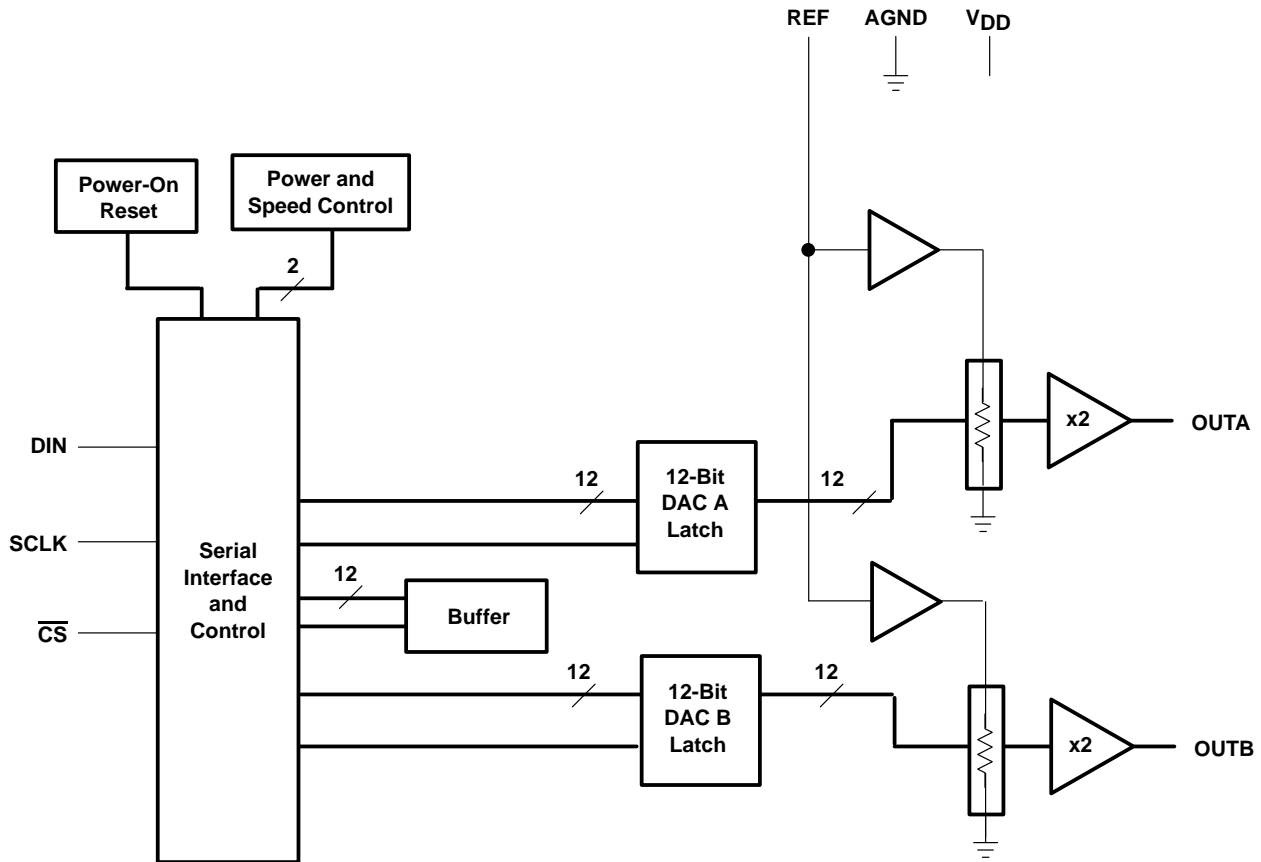 REF AGND VDD
Power-On
Reset
Power and
Speed Control
2
DIN
SCLK
CS
Serial
Interface
and
Control
12
12-Bit
DAC A
Latch
12
x2
OUTA
12
Buffer
12
12-Bit
DAC B
Latch
12
x2
OUTB